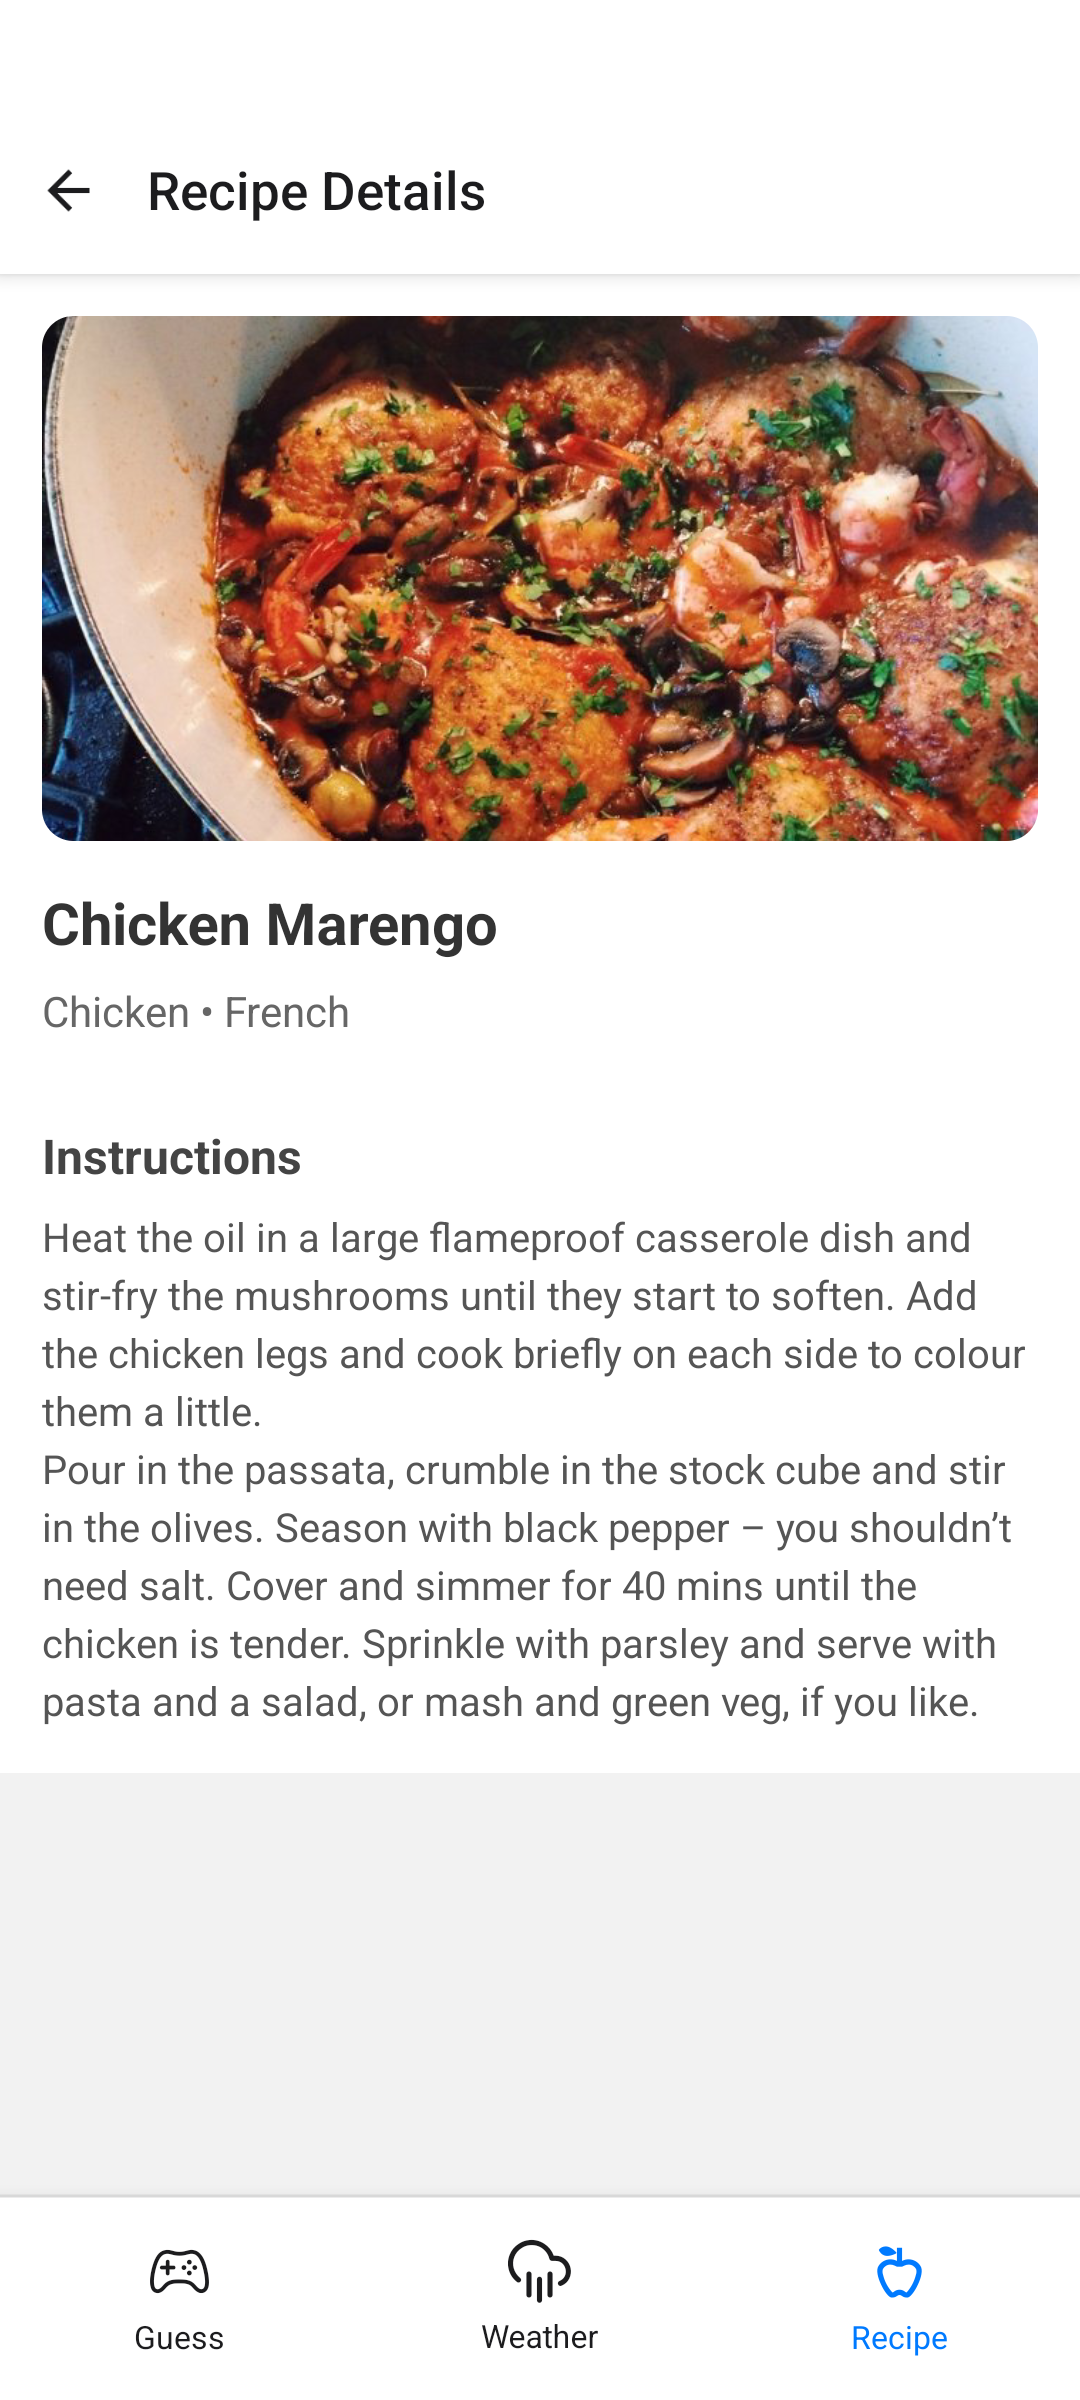 Recipe Details
Chicken Marengo
Chicken • French
Instructions
Heat the oil in a large flameproof casserole dish and
stir-fry the mushrooms until they start to soften. Add
the chicken legs and cook briefly on each side to colour
them a little.
Pour in the passata, crumble in the stock cube and stir
in the olives. Season with black pepper – you shouldn’t
need salt. Cover and simmer for 40 mins until the
chicken is tender. Sprinkle with parsley and serve with
pasta and a salad, or mash and green veg, if you like.
Guess
Weather
Recipe